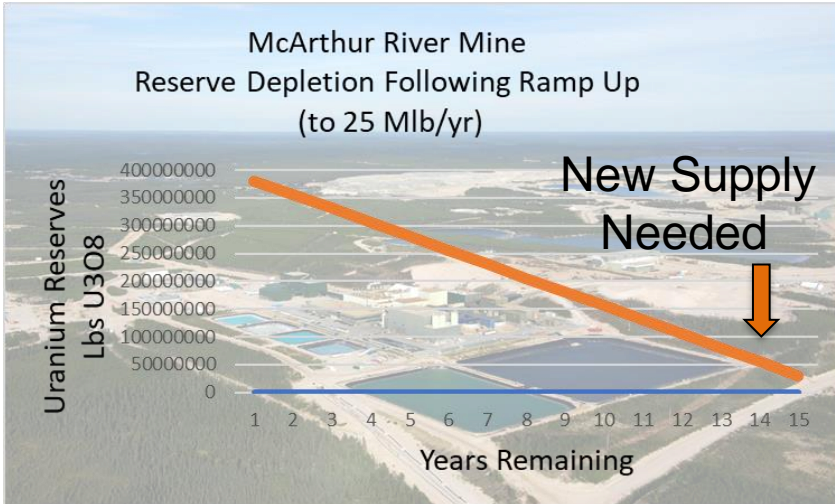 McArthur River Mine
Reserve Depletion Following Ramp Up
(to 25 Mlb/yr)
New Supply
Needed
Uranium Reserves
Lbs U3O8
400000000
350000000
300000000
250000000
200000000
150000000
100000000
50000000
0
1 2 3 4 5 6 7 8 9 10 11 12 13 14 15
Years Remaining